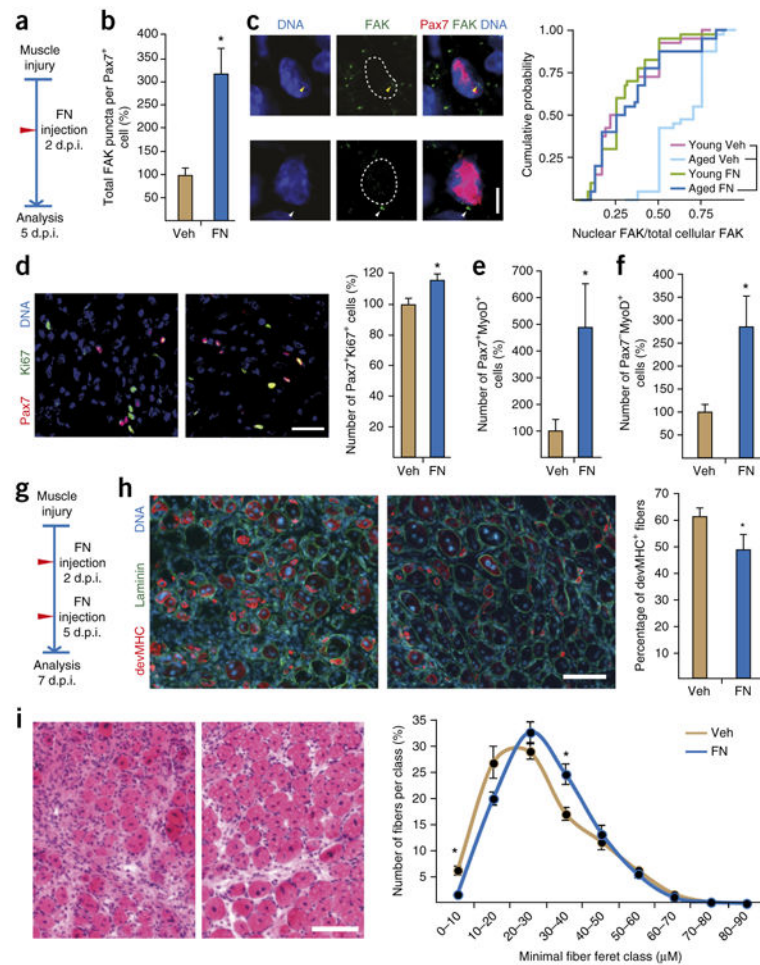 a
Muscle
injury
FN
injection
2 d.p.i.
Analysis
5 d.p.i.
b
Total FAK puncta per Pax7+
cell (%)
400
350
300
250
200
150
100
50
*
Veh FN
c
DNA FAK Pax7 FAK DNA
Cumulative probability
1.00
0.75
0.50
0.25
Young Veh
Aged Veh
Young FN
Aged FN
0.25 0.50 0.75
Nuclear FAK/total cellular FAK
d
Pax7 Ki67 DNA
Number of Pax7+Ki67+ cells (%)
120
100
80
60
40
20
*
Veh FN
e
Number of Pax7+MyoD+
cells (%)
700
600
500
400
300
200
100
*
Veh FN
f
Number of Pax7−MyoD+
cells (%)
400
350
300
250
200
150
100
50
*
Veh FN
g
Muscle
injury
FN
injection
2 d.p.i.
FN
injection
5 d.p.i.
Analysis
7 d.p.i.
h
devMHC Laminin DNA
Percentage of devMHC+ fibers
70
60
50
40
30
20
10
*
Veh FN
i
Number of fibers per class (%)
35
30
25
20
15
10
5
*
*
Veh
FN
0–10 10–20 20–30 30–40 40–50 50–60 60–70 70–80 80–90
Minimal fiber feret class (μM)